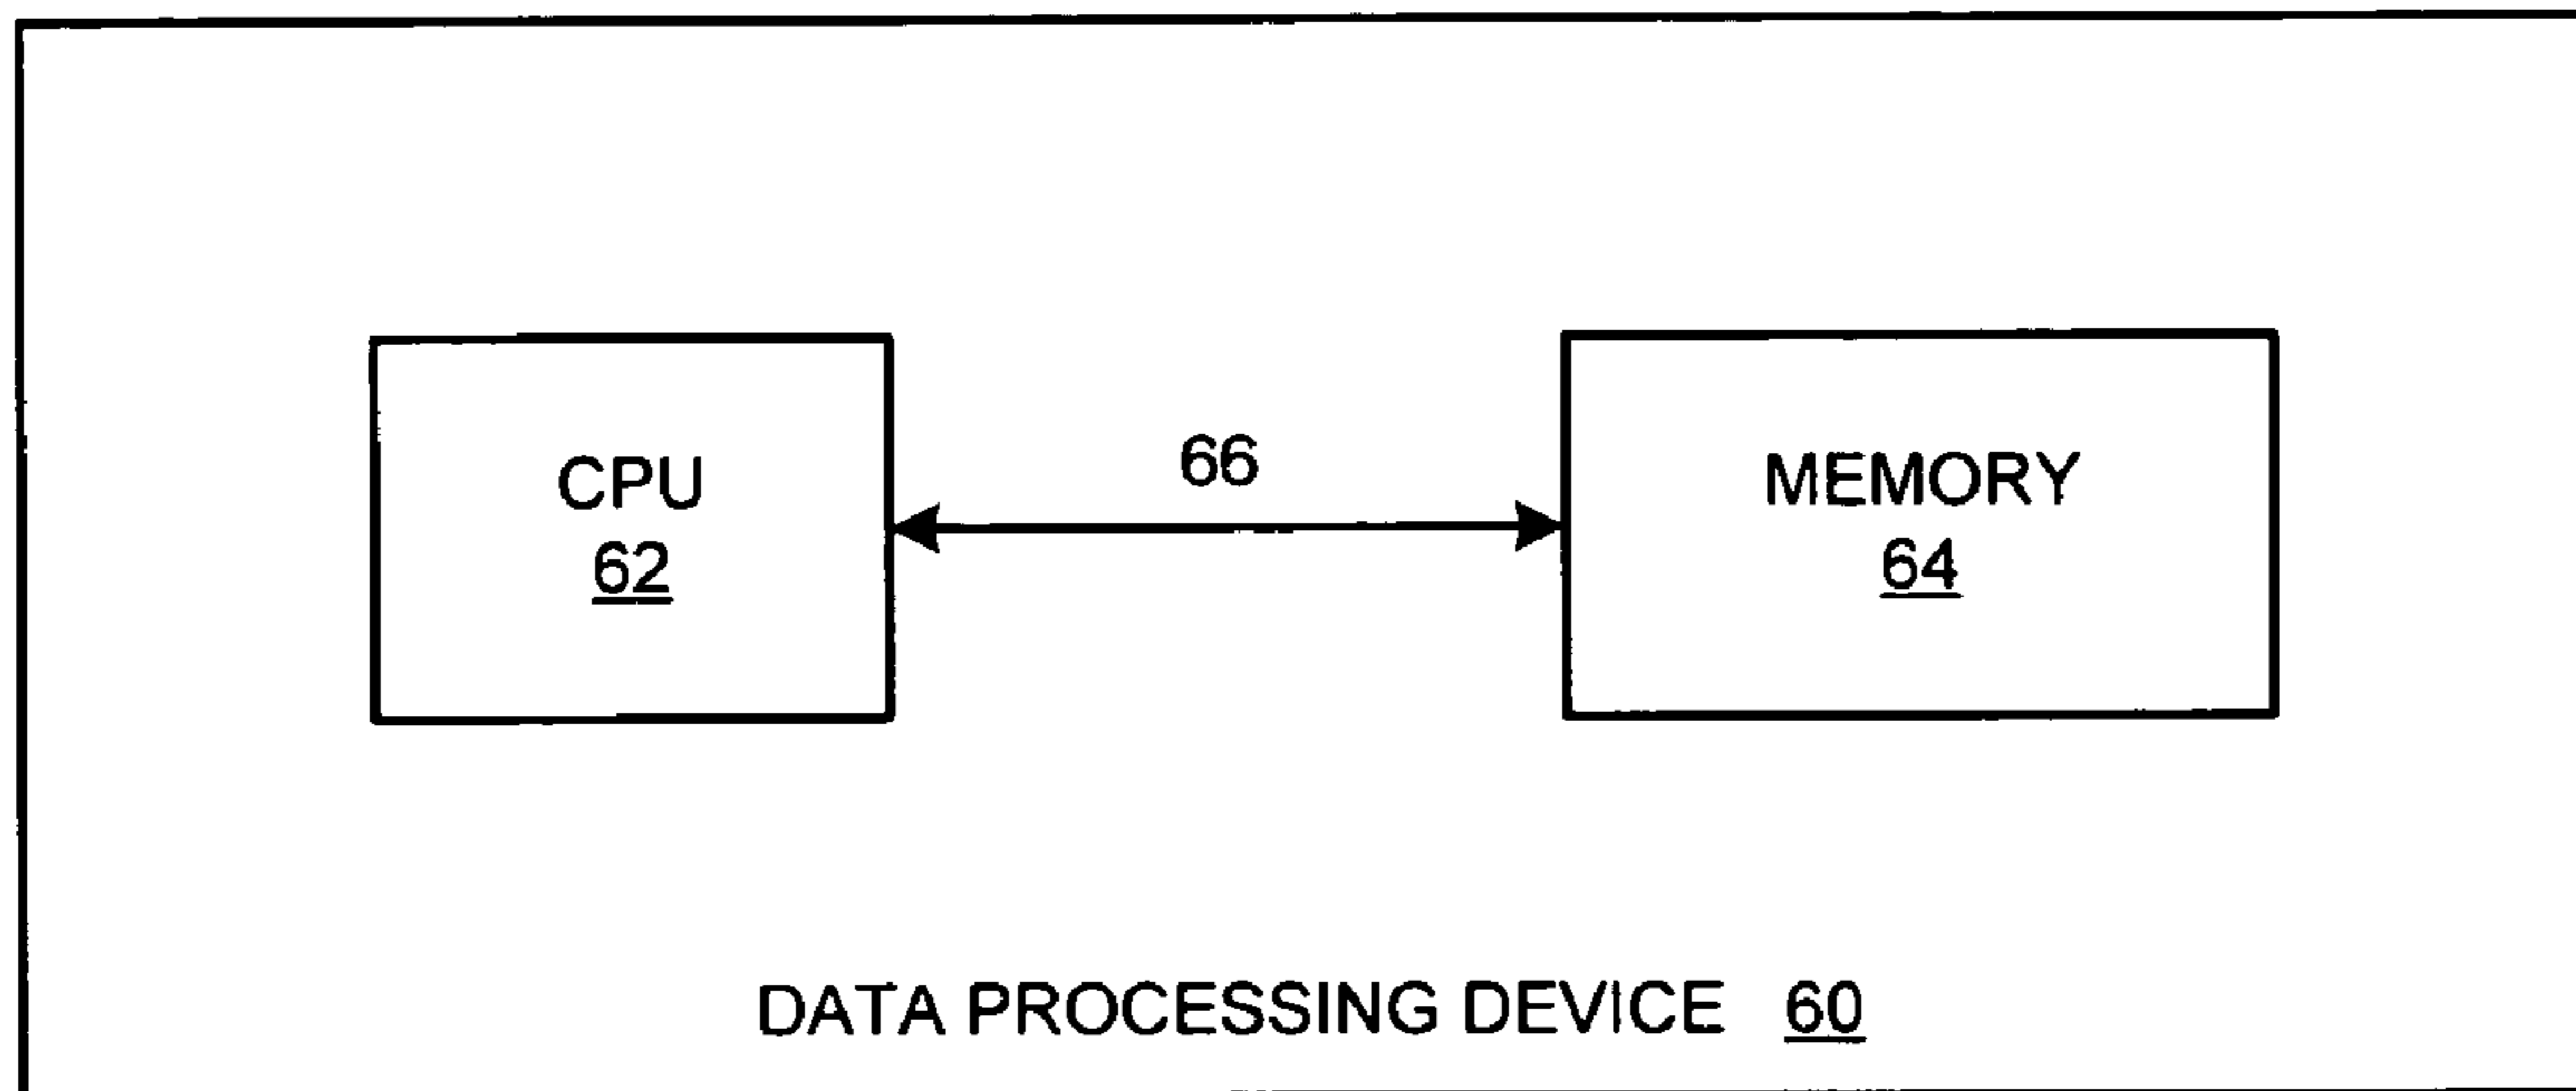 CPU
62
66
MEMORY
64
DATA PROCESSING DEVICE 60